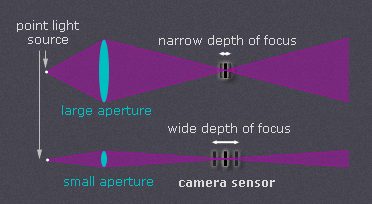 point light
source
narrow depth of focus
large aperture
wide depth of focus
small aperture
camera sensor